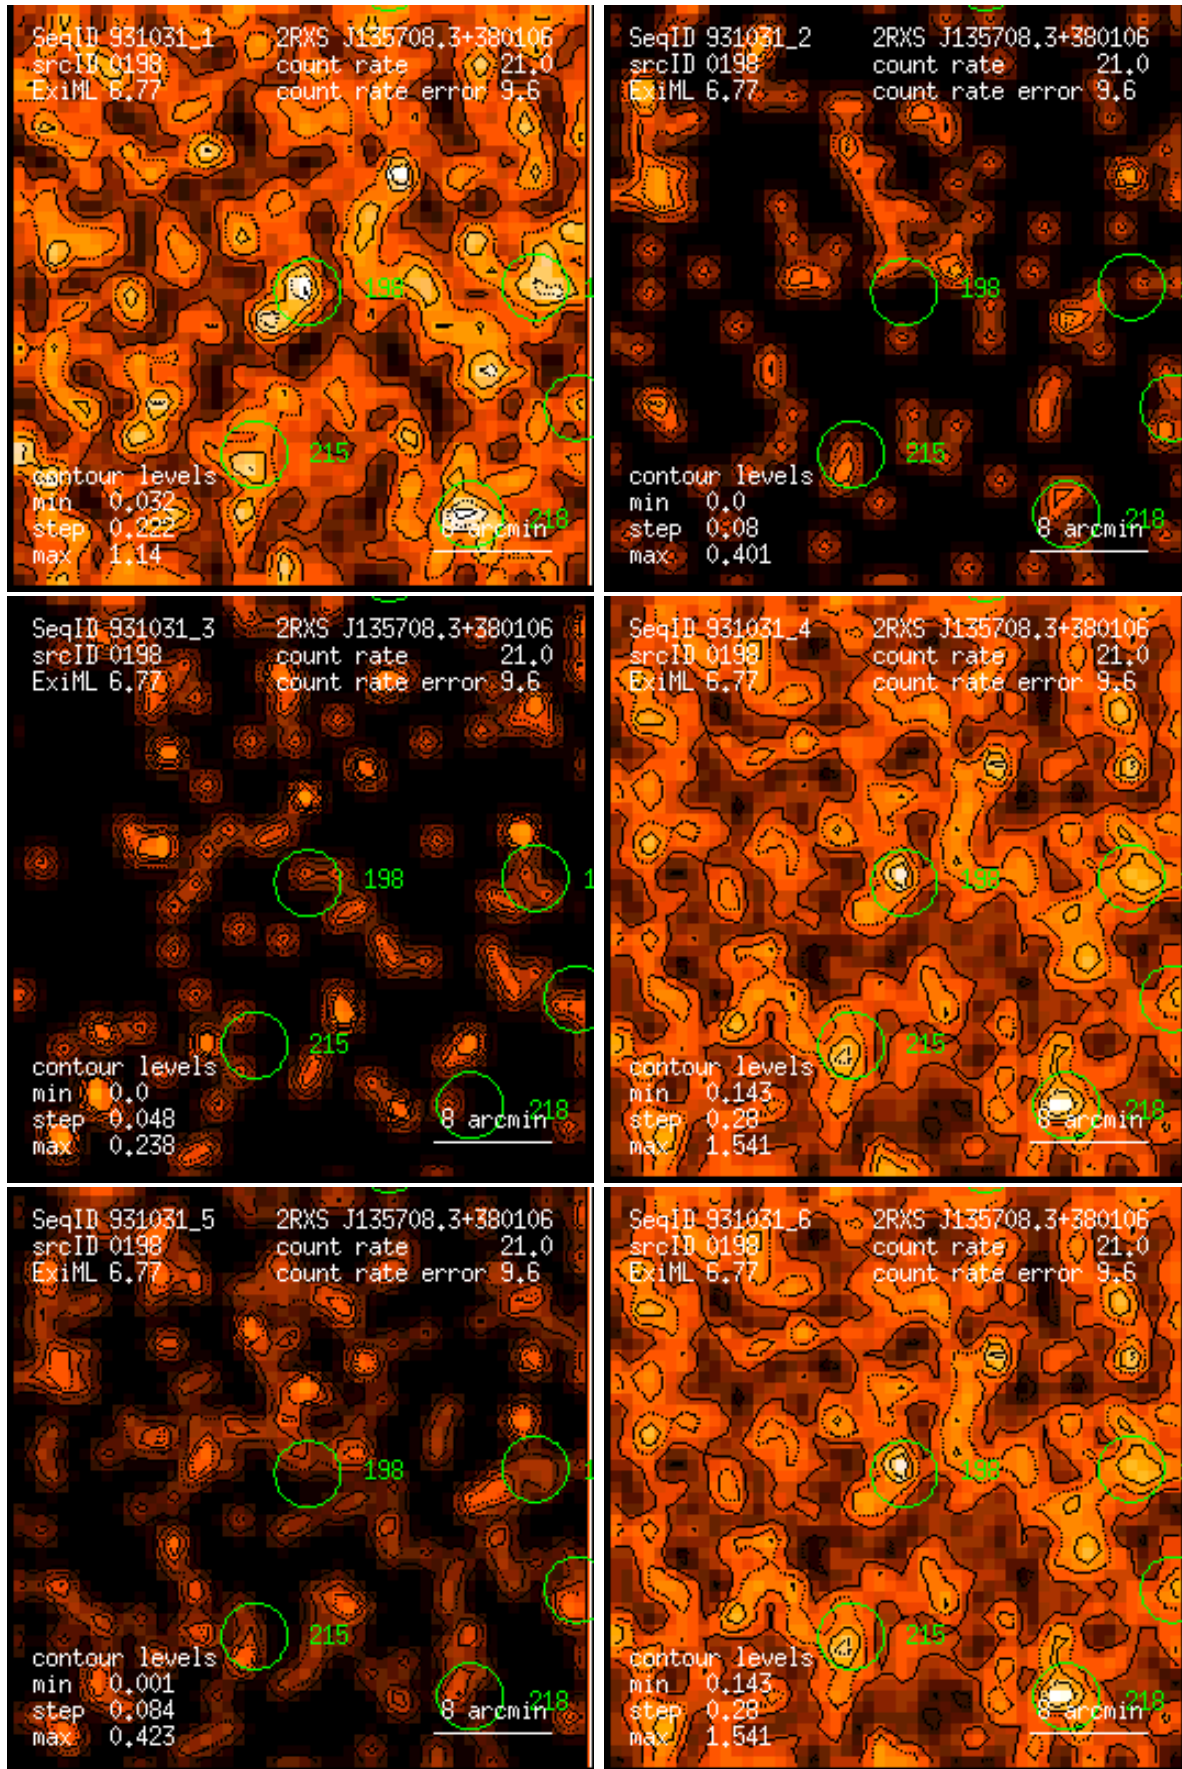 SeqID 931031_1 2RXS J135708.3+380106
srcID 0198 count rate 21.0
ExiML 6.77 count rate error 9.6
198
1
215
contour levels
min 0.032
218
step 0.222
8 arcmin
max 1.14
SeqID 931031_2 2RXS J135708.3+380106
srcID 0198 count rate 21.0
ExiML 6.77 count rate error 9.6
198
215
contour levels
min 0.0
218
step 0.08
8 arcmin
max 0.401
SeqID 931031_3 2RXS J135708.3+380106
srcID 0198 count rate 21.0
ExiML 6.77 count rate error 9.6
198
1
215
contour levels
min 0.0
218
step 0.048
8 arcmin
max 0.238
SeqID 931031_4 2RXS J135708.3+380106
srcID 0198 count rate 21.0
ExiML 6.77 count rate error 9.6
198
215
contour levels
min 0.143
218
step 0.28
8 arcmin
max 1.541
SeqID 931031_5 2RXS J135708.3+380106
srcID 0198 count rate 21.0
ExiML 6.77 count rate error 9.6
198
1
215
contour levels
min 0.001
218
step 0.084
8 arcmin
max 0.423
SeqID 931031_6 2RXS J135708.3+380106
srcID 0198 count rate 21.0
ExiML 6.77 count rate error 9.6
198
215
contour levels
min 0.143
218
step 0.28
8 arcmin
max 1.541